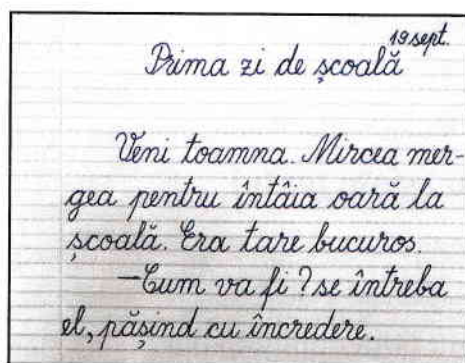 19 sept.
Prima zi de școală
Veni toamna. Mircea mer-
gea pentru întâia oară la
școală. Era tare bucuros.
—Cum va fi? se întreba
el, pășind cu încredere.